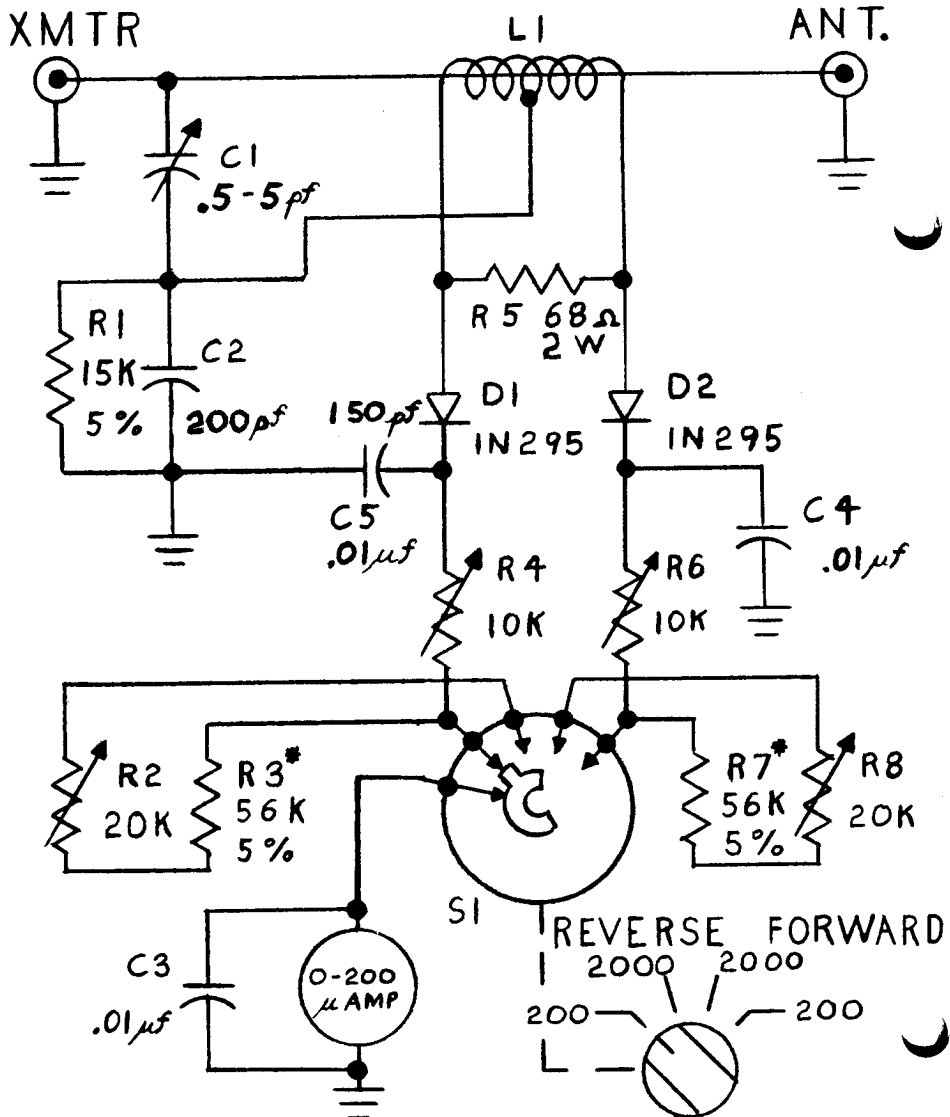 XMTR
L1
ANT.
C1
.5-5pf
R5 68Ω
2W
R1
15K
5%
C2
200pf
150pf
C5
.01μf
D1
1N295
D2
1N295
C4
.01μf
R4
10K
R6
10K
R2
20K
R3*
56K
5%
R7*
56K
5%
R8
20K
S1
C3
.01μf
0-200
μAMP
REVERSE FORWARD
2000 2000
200 200